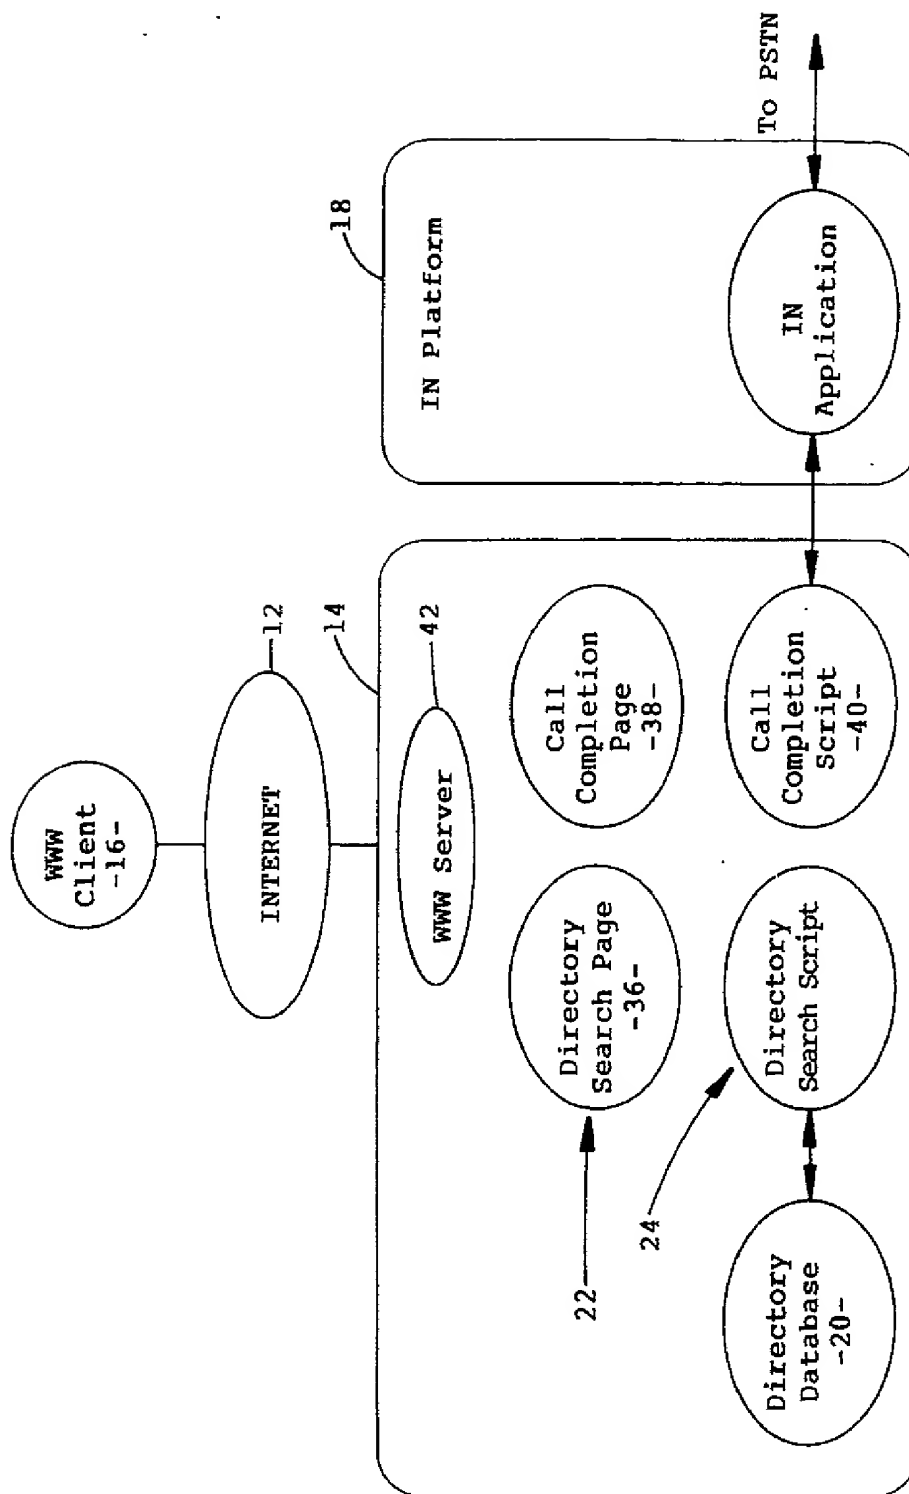 WWW
Client
-16-
INTERNET
12
14
WWW Server
42
18
IN Platform
Directory
Search Page
-36-
22
Call
Completion
Page
-38-
Directory
Database
-20-
24
Directory
Search Script
Call
Completion
Script
-40-
IN
Application
To PSTN